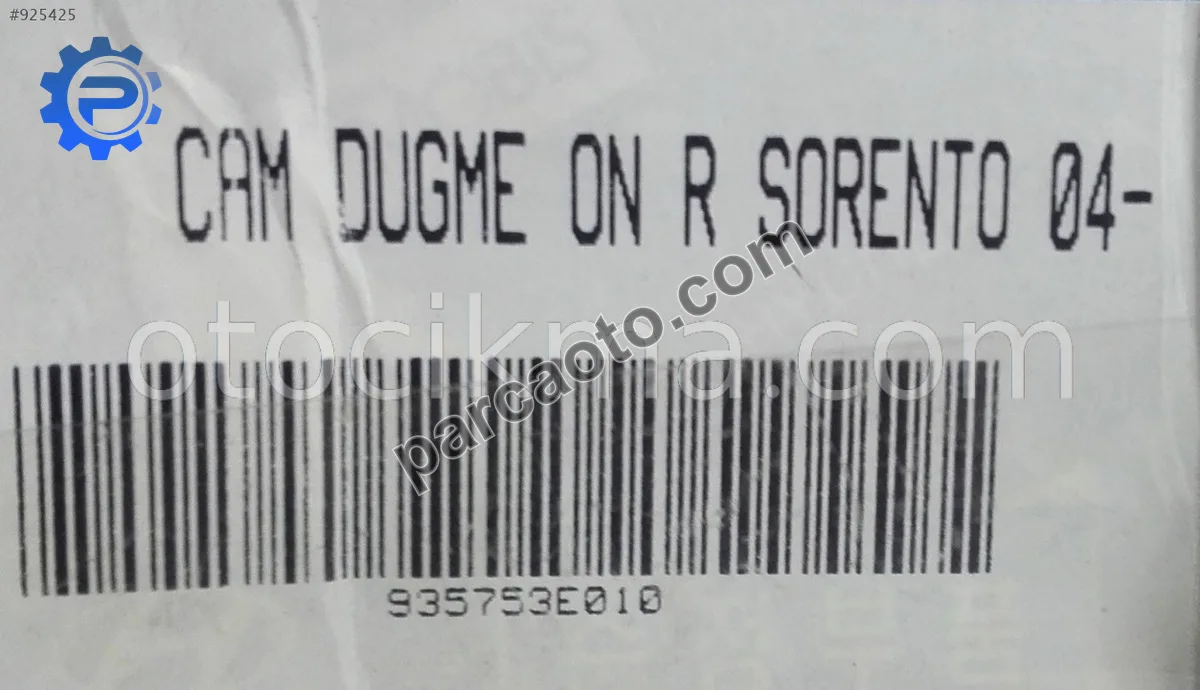 #925425
P
CAM DUGME ON R SORENTO 04-
otocikma.com
parcaoto.com
935753E010